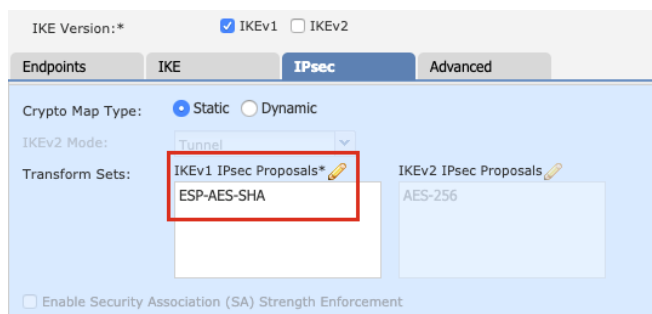 IKE Version:* IKEv1 IKEv2
Endpoints IKE IPsec Advanced
Crypto Map Type: Static Dynamic
IKEv2 Mode: Tunnel
Transform Sets: IKEv1 IPsec Proposals* IKEv2 IPsec Proposals
ESP-AES-SHA AES-256
Enable Security Association (SA) Strength Enforcement